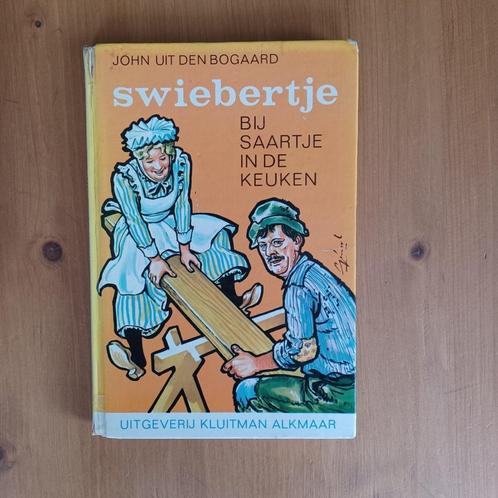 JOHN UIT DEN BOGAARD
swiebertje
BIJ
SAARTJE
IN DE
KEUKEN
UITGEVERIJ KLUITMAN ALKMAAR